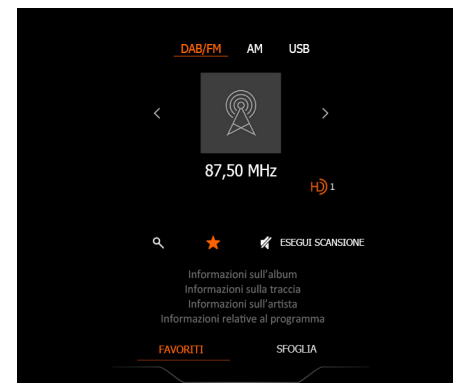 DAB/FM AM USB
87,50 MHz
HD 1
ESEGUI SCANSIONE
Informazioni sull'album
Informazioni sulla traccia
Informazioni sull'artista
Informazioni relative al programma
FAVORITI SFOGLIA